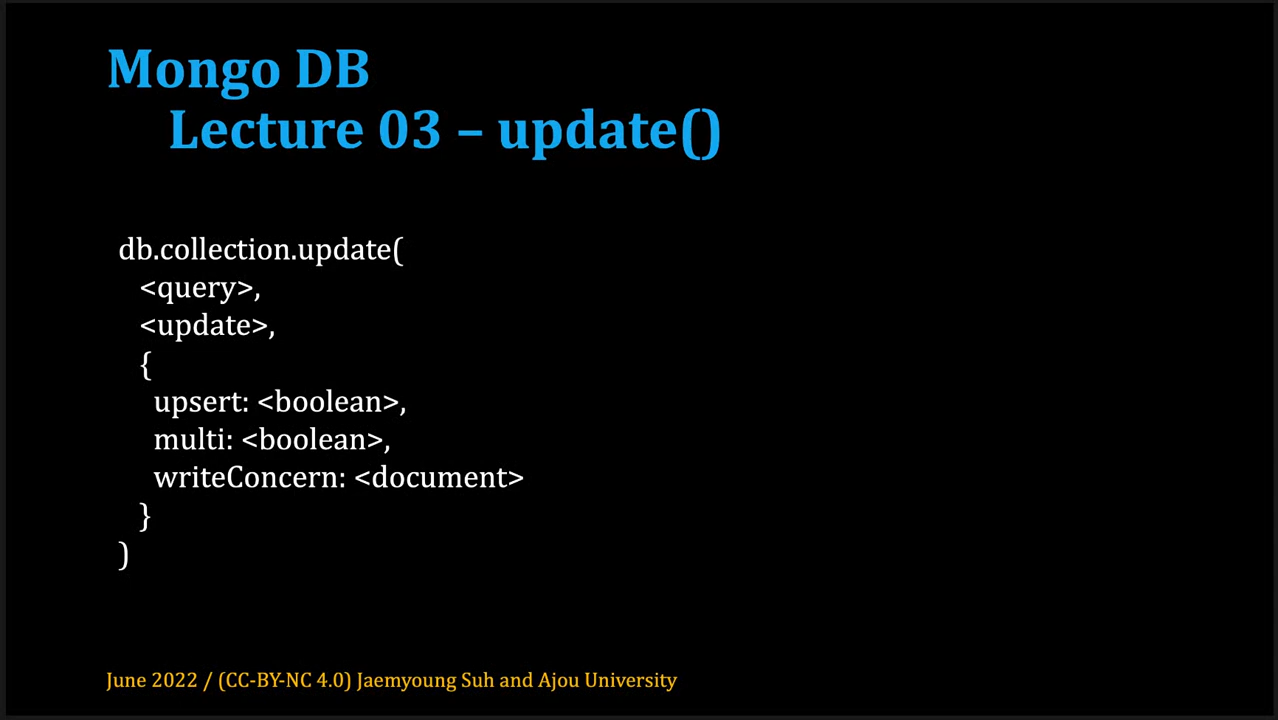 Mongo DB
Lecture 03 – update()
db.collection.update(
<query>,
<update>,
{
upsert: <boolean>,
multi: <boolean>,
writeConcern: <document>
}
)
June 2022 / (CC-BY-NC 4.0) Jaemyoung Suh and Ajou University